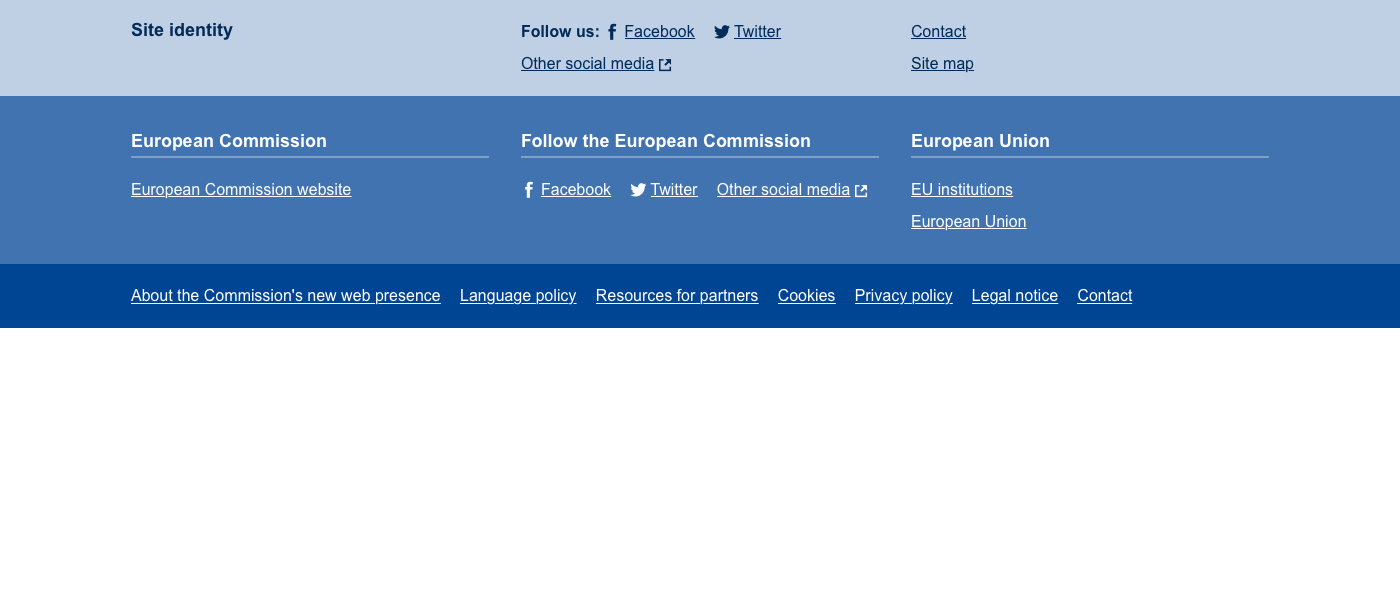 Site identity
Follow us: Facebook Twitter
Other social media
Contact
Site map
European Commission
European Commission website
Follow the European Commission
Facebook Twitter Other social media
European Union
EU institutions
European Union
About the Commission's new web presence Language policy Resources for partners Cookies Privacy policy Legal notice Contact